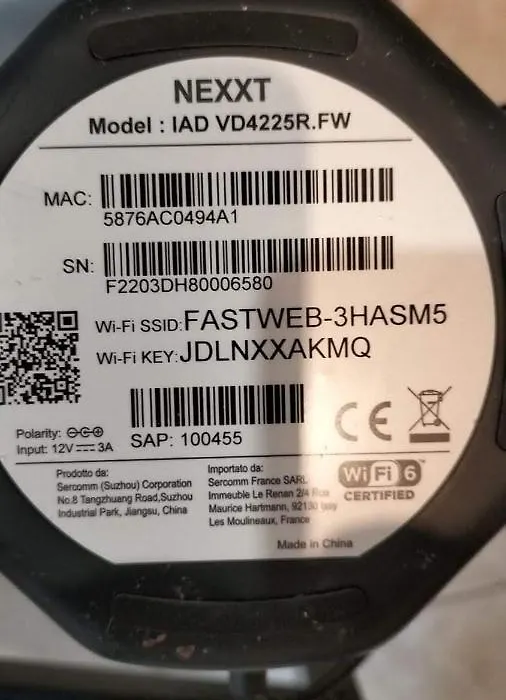 NEXXT
Model : IAD VD4225R.FW
MAC:
5876AC0494A1
SN:
F2203DH80006580
Wi-Fi SSID:FASTWEB-3HASM5
Wi-Fi KEY:JDLNXXAKMQ
SAP: 100455
CE
Polarity:
Input: 12V 3A
Prodotto da:
Sercomm (Suzhou) Corporation
No.8 Tangzhuang Road,Suzhou
Industrial Park, Jiangsu, China
Importato da:
Sercomm France SARL
Immeuble Le Renan 2/4 Rue
Maurice Hartmann, 92130 Issy
Les Moulineaux, France
Wi Fi 6
CERTIFIED
Made in China